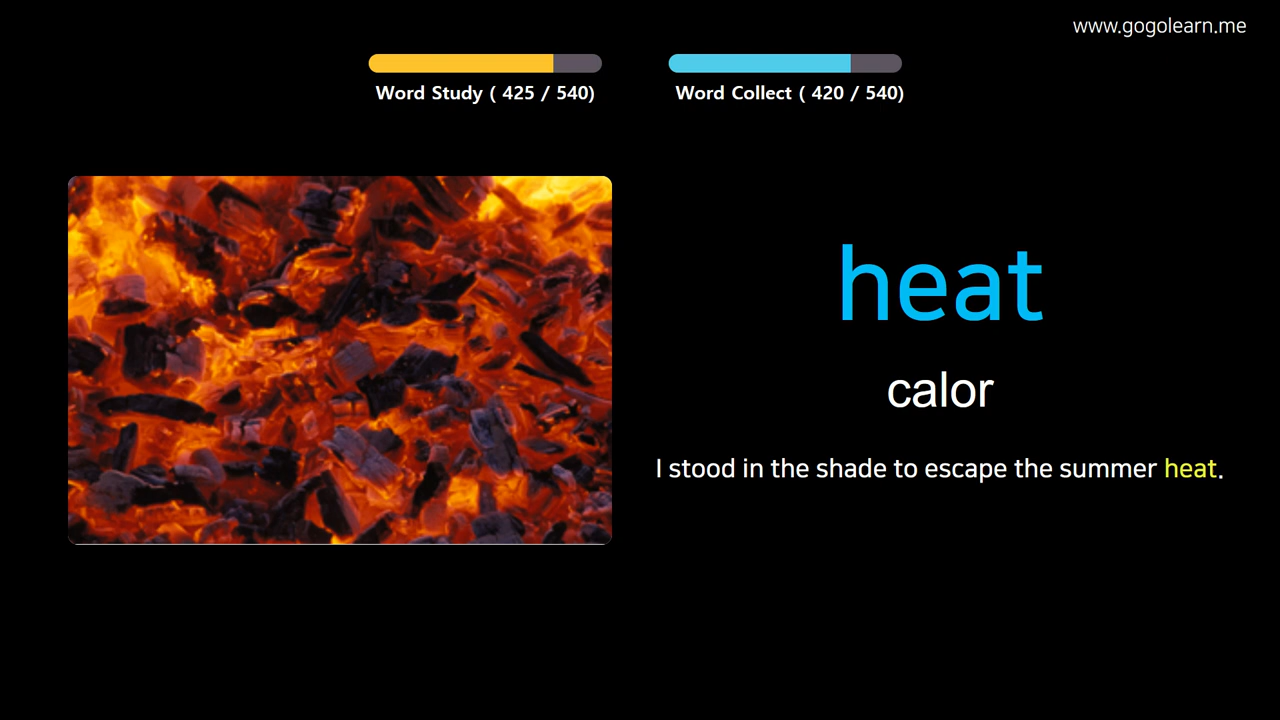 www.gogolearn.me
Word Study ( 425 / 540)
Word Collect ( 420 / 540)
heat
calor
I stood in the shade to escape the summer heat.